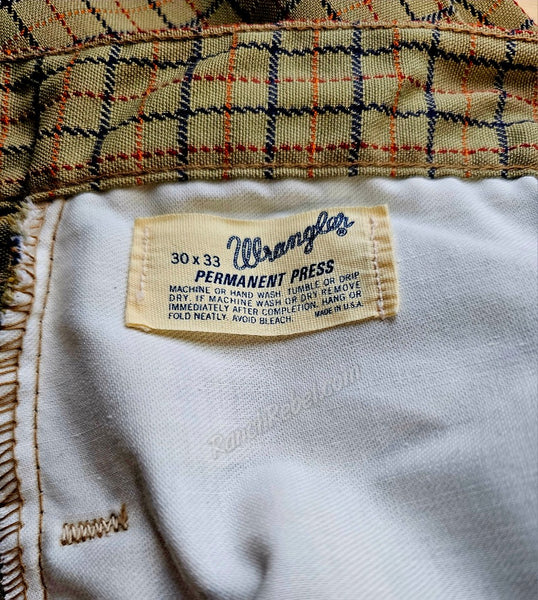 30 x 33 Wrangler ®
PERMANENT PRESS
MACHINE OR HAND WASH. TUMBLE OR DRIP
DRY. IF MACHINE WASH OR DRY REMOVE
IMMEDIATELY AFTER COMPLETION. HANG OR
FOLD NEATLY. AVOID BLEACH. MADE IN U.S.A.
RanchRebel.com